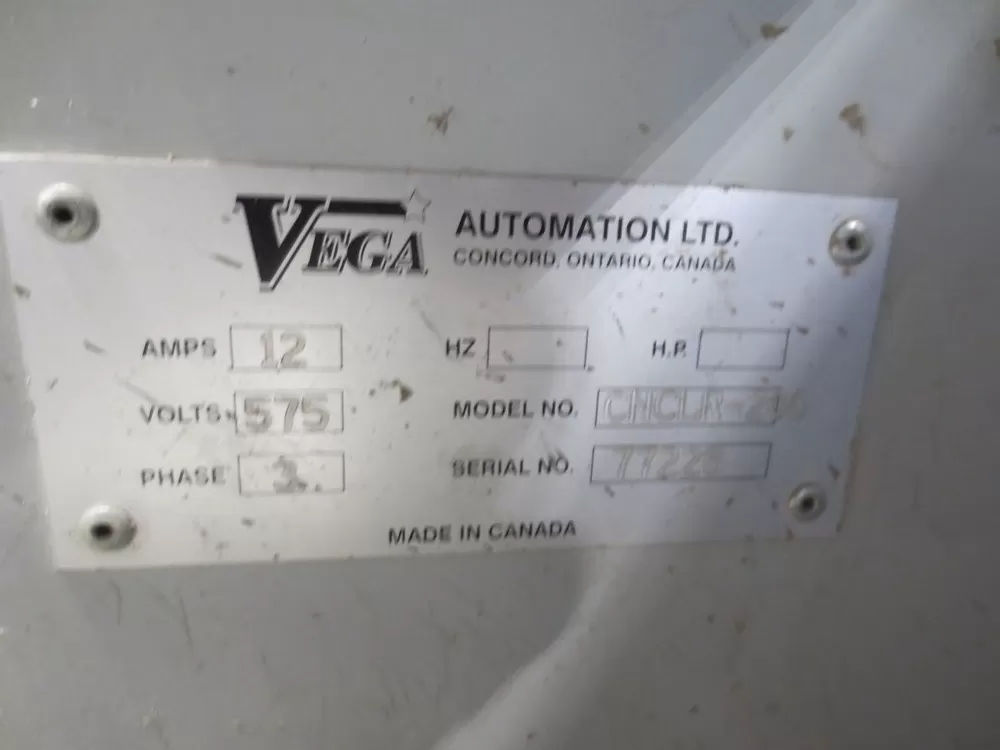 VEGA AUTOMATION LTD.
CONCORD, ONTARIO, CANADA
AMPS 12 HZ H.P.
VOLTS 575 MODEL NO.
PHASE SERIAL NO.
MADE IN CANADA